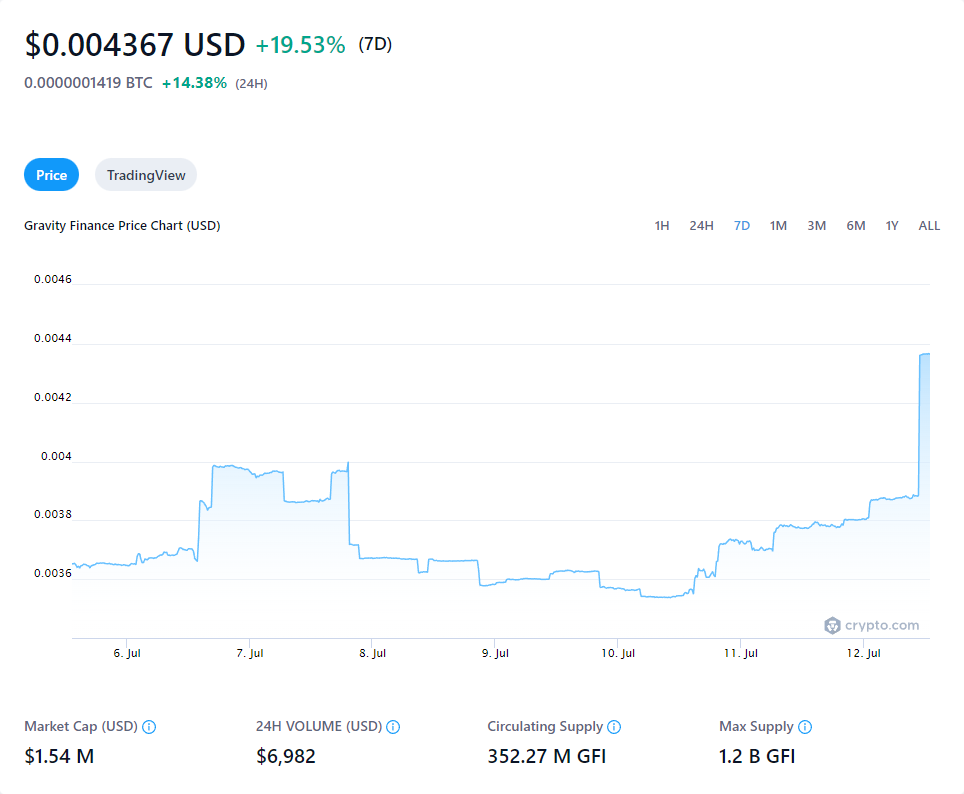 $0.004367 USD +19.53% (7D)
0.0000001419 BTC +14.38% (24H)
Price TradingView
Gravity Finance Price Chart (USD) 1H 24H 7D 1M 3M 6M 1Y ALL
0.0046
0.0044
0.0042
0.004
0.0038
0.0036
crypto.com
6. Jul 7. Jul 8. Jul 9. Jul 10. Jul 11. Jul 12. Jul
Market Cap (USD) 24H VOLUME (USD) Circulating Supply Max Supply
$1.54 M $6,982 352.27 M GFI 1.2 B GFI